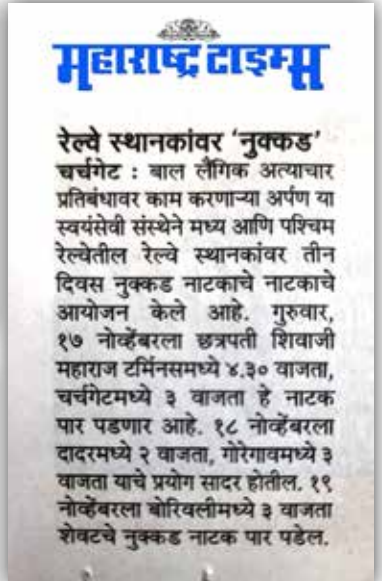 महाराष्ट्र टाइम्स
रेल्वे स्थानकांवर ‘नुक्कड’
चर्चगेट : बाल लैंगिक अत्याचार
प्रतिबंधावर काम करणाऱ्या अर्पण या
स्वयंसेवी संस्थेने मध्य आणि पश्चिम
रेल्वेतील रेल्वे स्थानकांवर तीन
दिवस नुक्कड नाटकाचे नाटकाचे
आयोजन केले आहे. गुरुवार,
१७ नोव्हेंबरला छत्रपती शिवाजी
महाराज टर्मिनसमध्ये ४.३० वाजता,
चर्चगेटमध्ये ३ वाजता हे नाटक
पार पडणार आहे. १८ नोव्हेंबरला
दादरमध्ये २ वाजता, गोरेगावमध्ये ३
वाजता याचे प्रयोग सादर होतील. १९
नोव्हेंबरला बोरिवलीमध्ये ३ वाजता
शेवटचे नुक्कड नाटक पार पडेल.